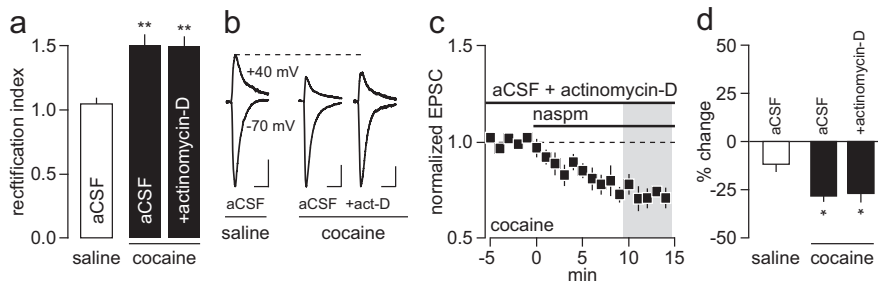 a
rectfification index
1.5
1.0
0.5
0.0
** **
aCSF
aCSF
+actinomycin-D
saline
cocaine
b
+40 mV
-70 mV
aCSF aCSF +act-D
saline cocaine
c
normalized EPSC
1.5
1.0
0.5
aCSF + actinomycin-D
naspm
cocaine
-5 0 5 10 15
min
d
% change
50
25
0
-25
-50
aCSF
aCSF
+actinomycin-D
* *
saline cocaine